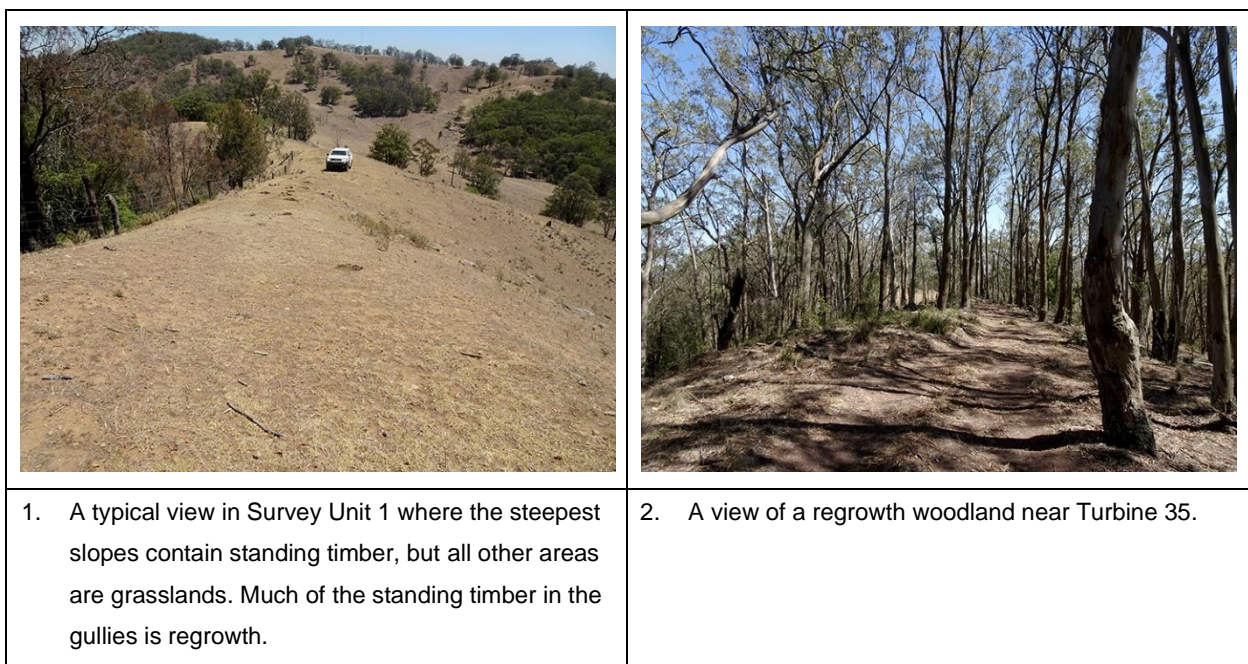 1. A typical view in Survey Unit 1 where the steepest
slopes contain standing timber, but all other areas
are grasslands. Much of the standing timber in the
gullies is regrowth.
2. A view of a regrowth woodland near Turbine 35.